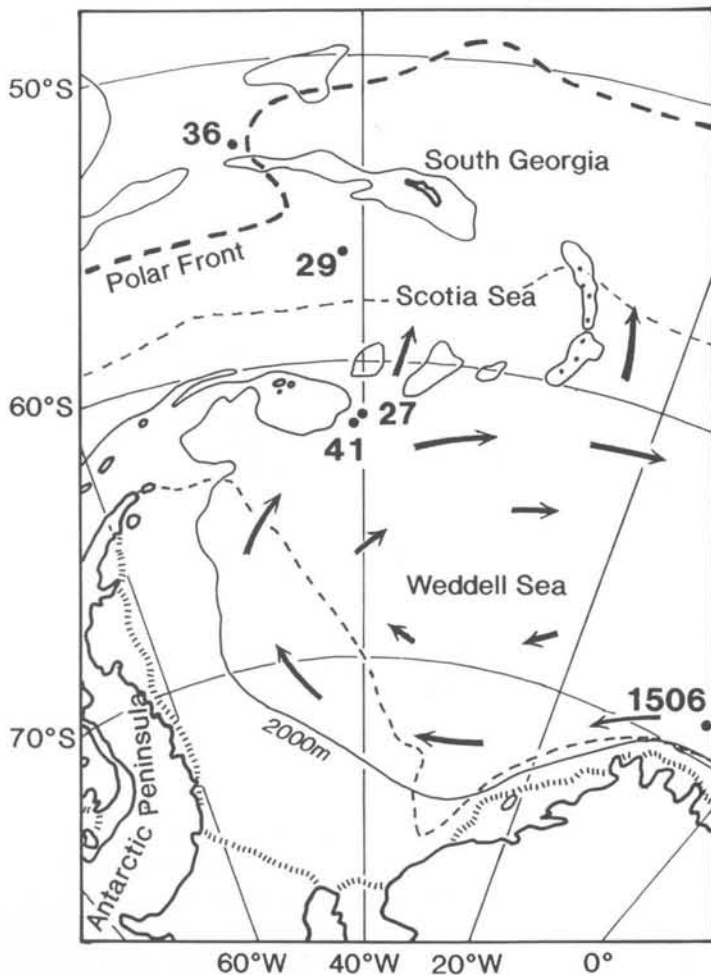 50°S
36
South Georgia
Polar Front
29
Scotia Sea
60°S
27
41
Weddell Sea
1506
70°S
2000m
Antarctic Peninsula
60°W
40°W
20°W
0°